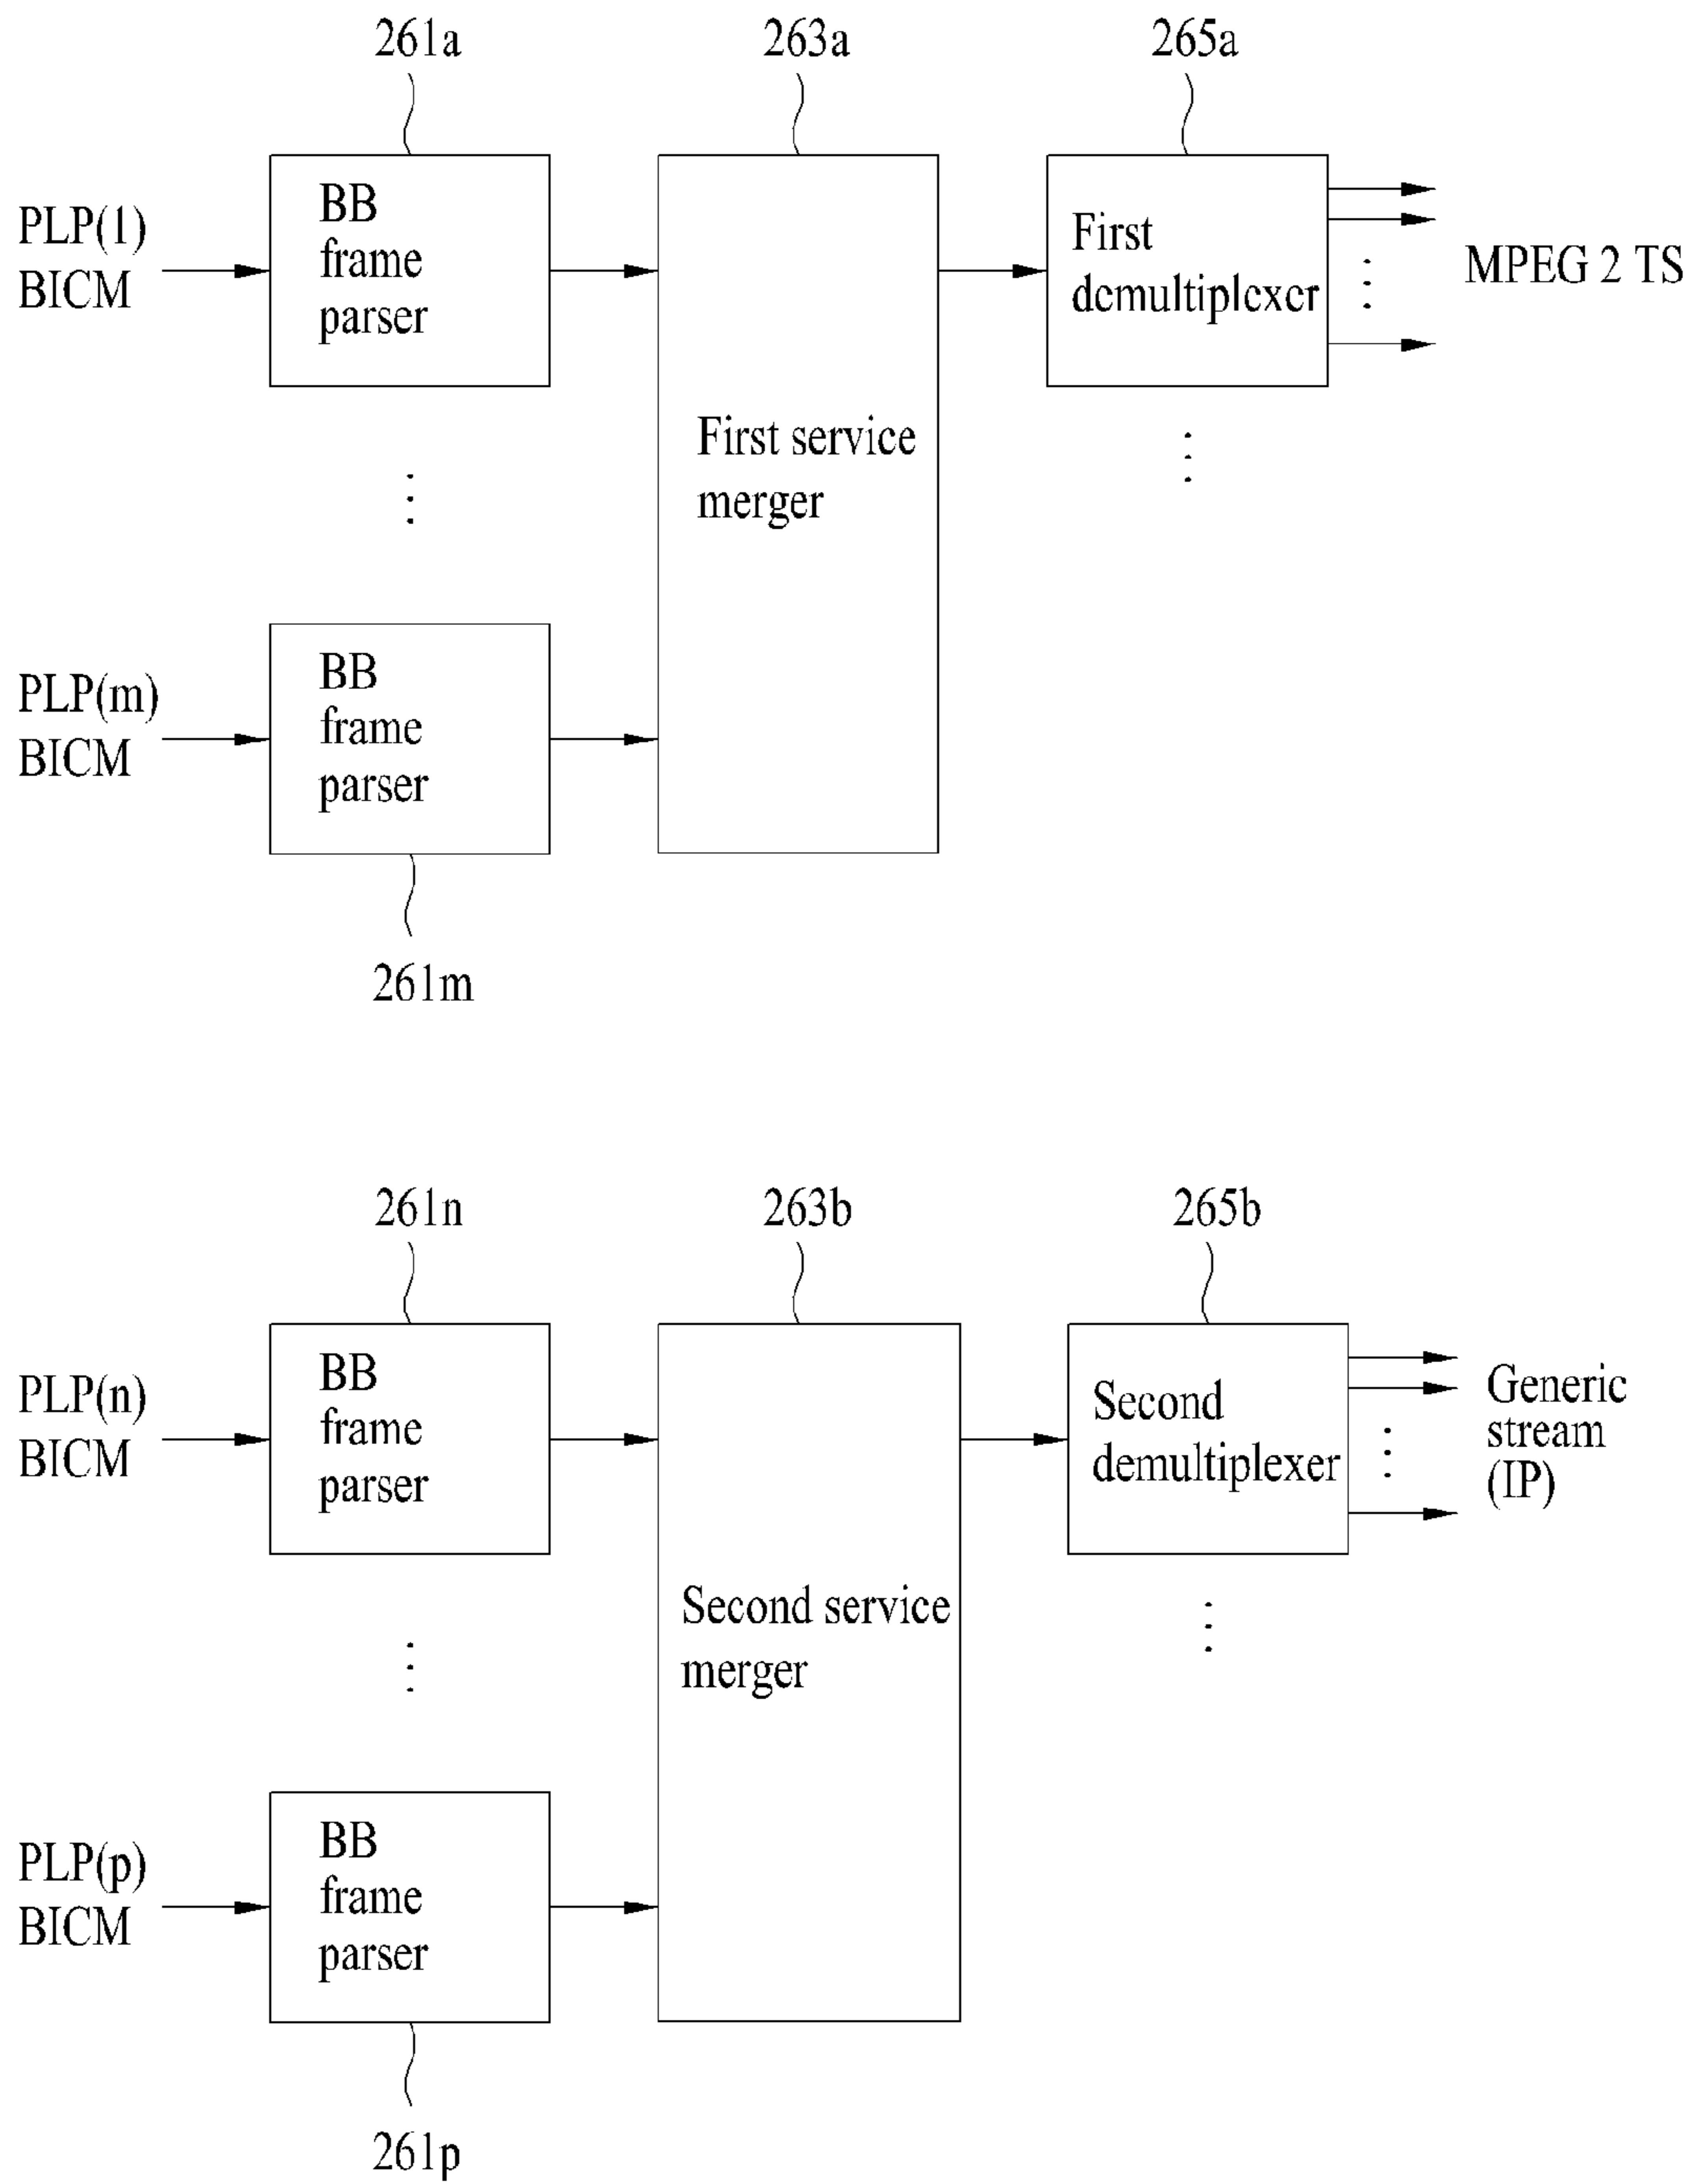 261a
263a
265a
PLP(1)
BICM
BB
frame
parser
First service
merger
First
demultiplexer
MPEG 2 TS
PLP(m)
BICM
BB
frame
parser
261m
261n
263b
265b
PLP(n)
BICM
BB
frame
parser
Second service
merger
Second
demultiplexer
Generic
stream
(IP)
PLP(p)
BICM
BB
frame
parser
261p